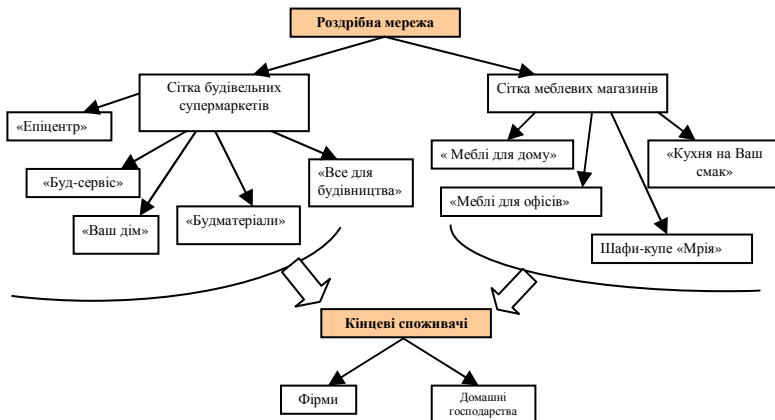 Роздрібна мережа
Сітка будівельних
супермаркетів
Сітка меблевих магазинів
«Епіцентр»
« Меблі для дому»
«Кухня на Ваш
смак»
«Буд-сервіс»
«Все для
будівництва»
«Меблі для офісів»
«Ваш дім»
«Будматеріали»
Шафи-купе «Мрія»
Кінцеві споживачі
Фірми
Домашні
господарства